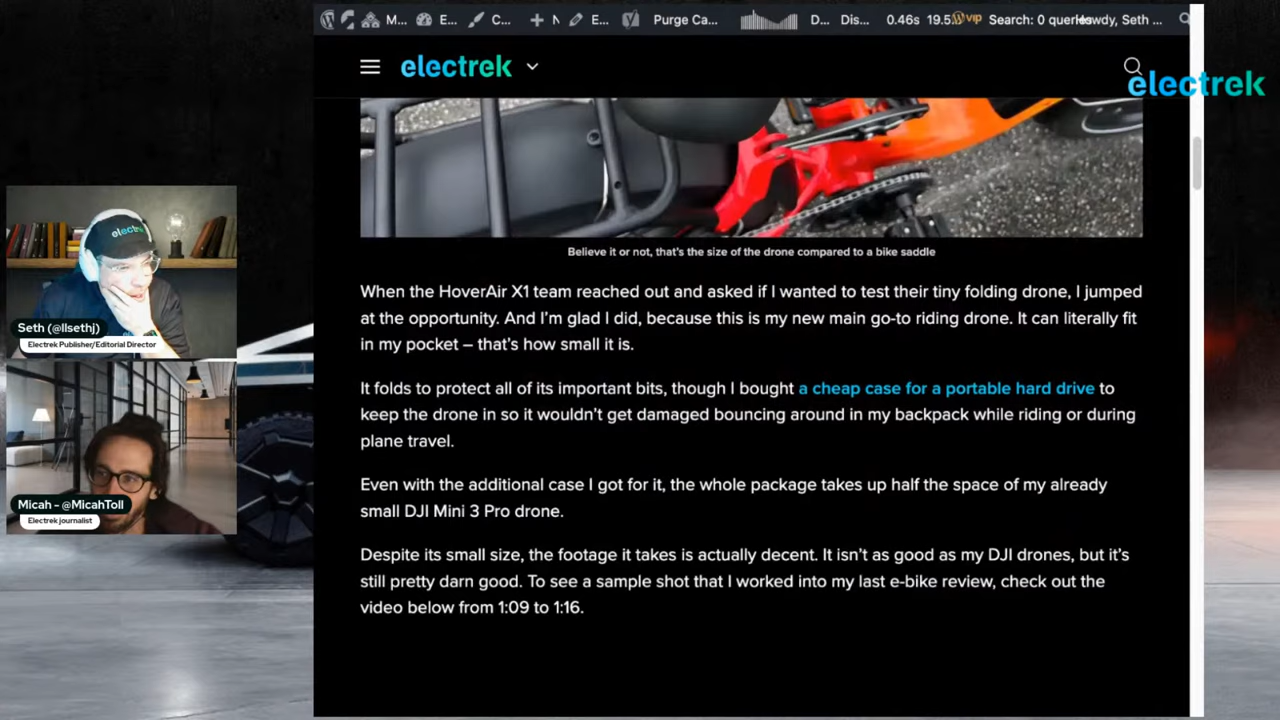 M...
E...
C...
N
E...
Purge Ca...
D...
Dis...
0.46s
19.5...
vip
Search: 0 queries
Howdy, Seth ...
electrek
electrek
Believe it or not, that's the size of the drone compared to a bike saddle
When the HoverAir X1 team reached out and asked if I wanted to test their tiny folding drone, I jumped
at the opportunity. And I'm glad I did, because this is my new main go-to riding drone. It can literally fit
in my pocket – that's how small it is.
It folds to protect all of its important bits, though I bought a cheap case for a portable hard drive to
keep the drone in so it wouldn't get damaged bouncing around in my backpack while riding or during
plane travel.
Even with the additional case I got for it, the whole package takes up half the space of my already
small DJI Mini 3 Pro drone.
Despite its small size, the footage it takes is actually decent. It isn't as good as my DJI drones, but it's
still pretty darn good. To see a sample shot that I worked into my last e-bike review, check out the
video below from 1:09 to 1:16.
electrek
Seth (@llsethj)
Electrek Publisher/Editorial Director
Micah - @MicahToll
Electrek journalist